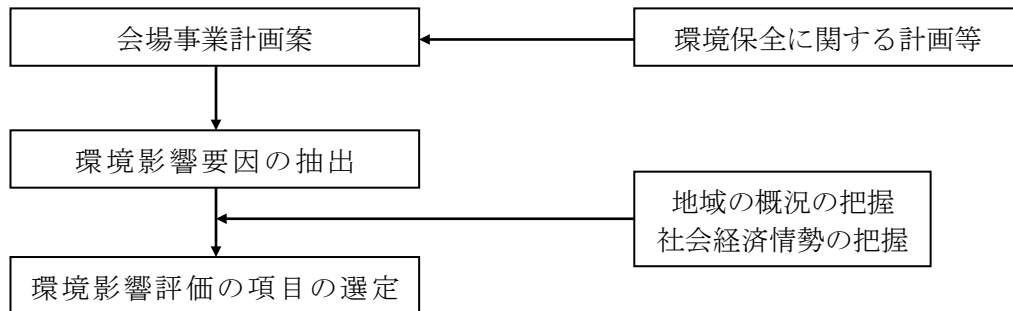 会場事業計画案
環境保全に関する計画等
環境影響要因の抽出
地域の概況の把握
社会経済情勢の把握
環境影響評価の項目の選定